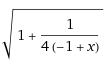 √(1 + 1/(4 (-1 + x)))